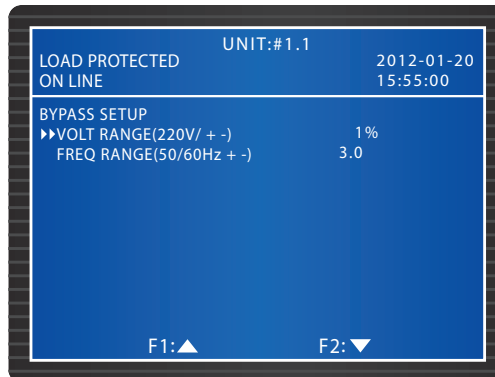 UNIT:#1.1
LOAD PROTECTED 2012-01-20
ON LINE 15:55:00
BYPASS SETUP
VOLT RANGE(220V/ + -) 1%
FREQ RANGE(50/60Hz + -) 3.0
F1:▲ F2:▼